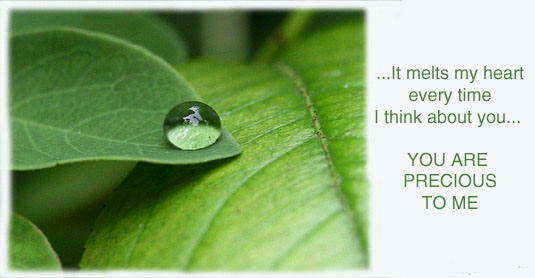 ...It melts my heart
every time
I think about you...
YOU ARE
PRECIOUS
TO ME